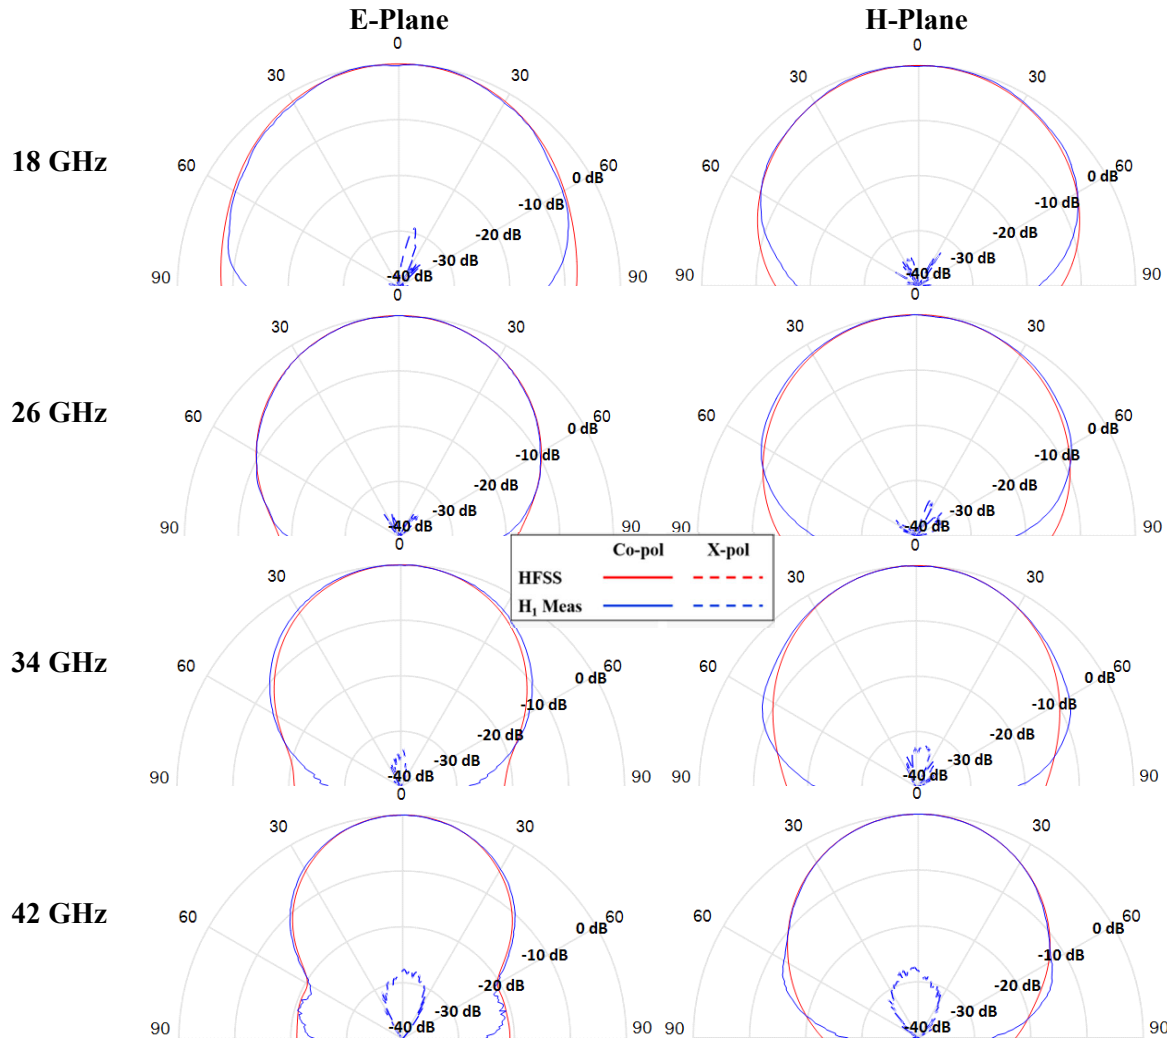 E-Plane H-Plane
0 0
30 30 30 30
18 GHz
60 60 60 60
0 dB 0 dB
-10 dB -10 dB
-20 dB -20 dB
-30 dB -30 dB
90 -40 dB 90 90 -40 dB 90
0 0
30 30 30 30
26 GHz
60 60 60 60
0 dB 0 dB
-10 dB -10 dB
-20 dB -20 dB
-30 dB -30 dB
90 -40 dB 90 90 -40 dB 90
0 0
Co-pol X-pol
HFSS
H1 Meas
30 30 30 30
34 GHz
60 60 60 60
0 dB 0 dB
-10 dB -10 dB
-20 dB -20 dB
-30 dB -30 dB
90 -40 dB 90 90 -40 dB 90
0 0
30 30 30 30
42 GHz
60 60 60 60
0 dB 0 dB
-10 dB -10 dB
-20 dB -20 dB
-30 dB -30 dB
90 -40 dB 90 90 -40 dB 90